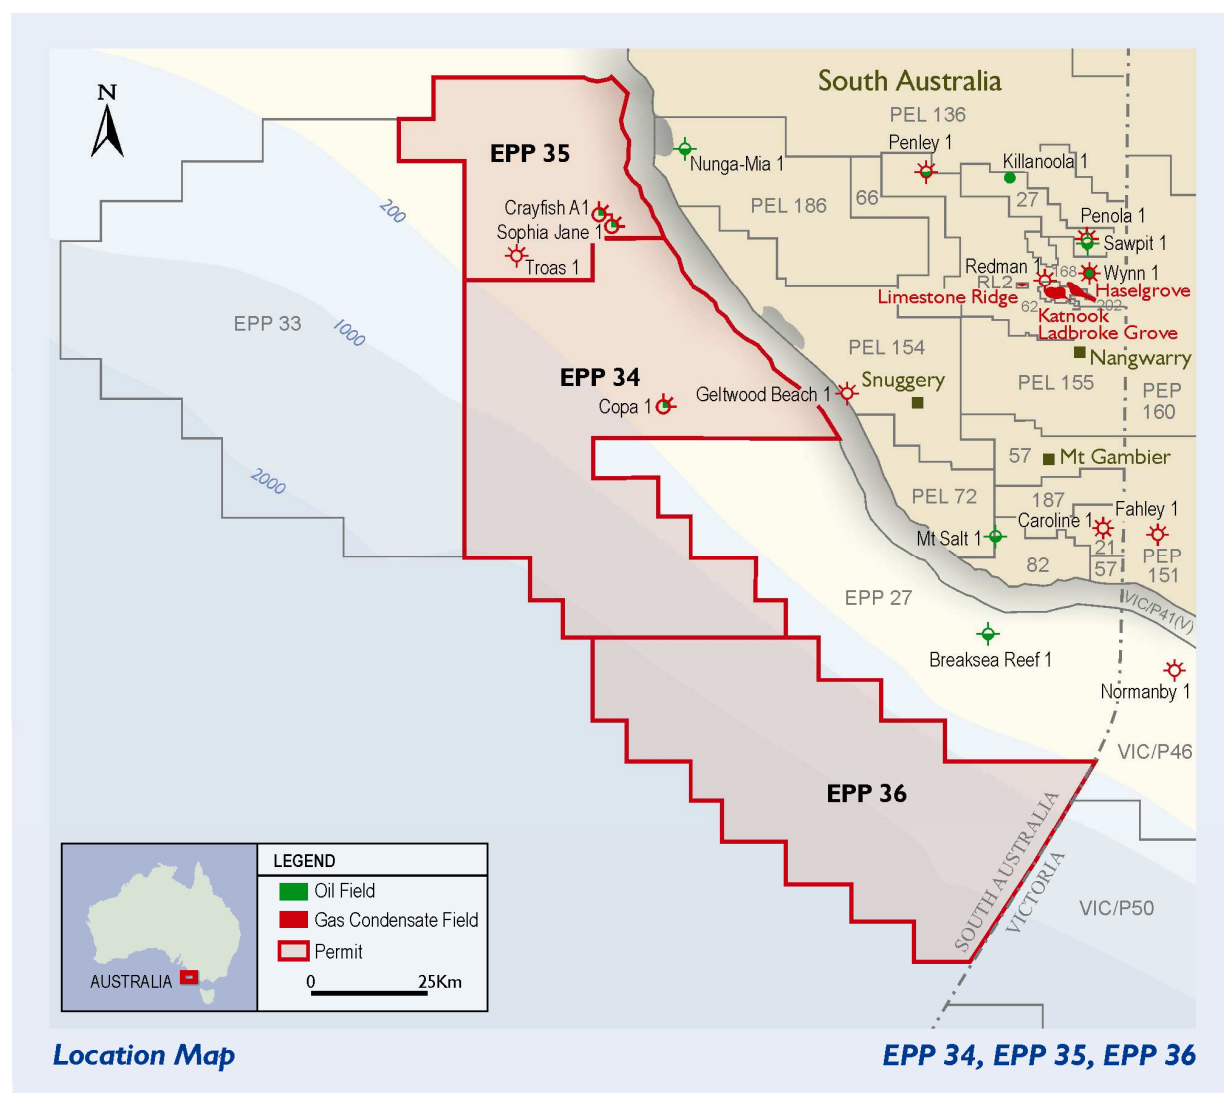 N
South Australia
PEL 136
Penley 1
Nunga-Mia 1
Killanoola 1
EPP 35
PEL 186
66
27
Crayfish A1
Sophia Jane 1
Troas 1
Penola 1
Sawpit 1
Redman 1
168
Wynn 1
RL2
Haselgrove
Limestone Ridge
62
202
Katnook
Ladbroke Grove
200
1000
2000
EPP 33
PEL 154
Nangwarry
EPP 34
Copa 1
Geltwood Beach 1
Snuggery
PEL 155
PEP
160
57
Mt Gambier
PEL 72
187
Caroline 1
Fahley 1
Mt Salt 1
21
82
57
PEP
151
EPP 27
VIC/P41(V)
Breaksea Reef 1
Normanby 1
VIC/P46
EPP 36
SOUTH AUSTRALIA
VICTORIA
VIC/P50
AUSTRALIA
LEGEND
Oil Field
Gas Condensate Field
Permit
0 25Km
Location Map
EPP 34, EPP 35, EPP 36